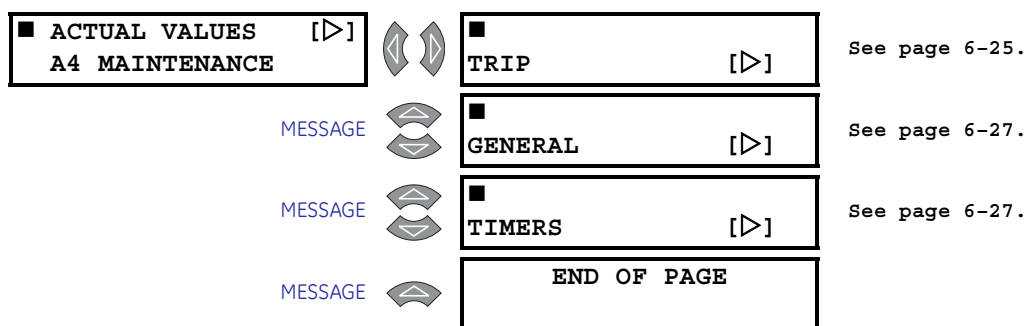 ■ ACTUAL VALUES [▷]
A4 MAINTENANCE
■
TRIP [▷]
See page 6–25.
MESSAGE
■
GENERAL [▷]
See page 6–27.
MESSAGE
■
TIMERS [▷]
See page 6–27.
MESSAGE
END OF PAGE